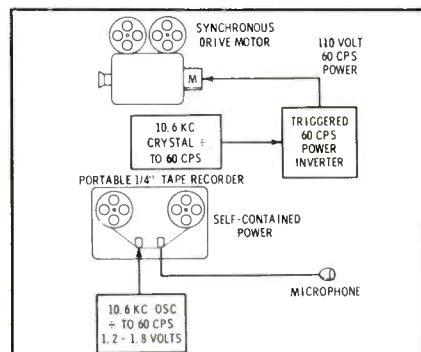 SYNCHRONOUS
DRIVE MOTOR
110 VOLT
60 CPS
POWER
M
10.6 KC
CRYSTAL ÷
TO 60 CPS
TRIGGERED
60 CPS
POWER
INVERTER
PORTABLE 1/4" TAPE RECORDER
SELF-CONTAINED
POWER
MICROPHONE
10.6 KC OSC
÷ TO 60 CPS
1.2 - 1.8 VOLTS